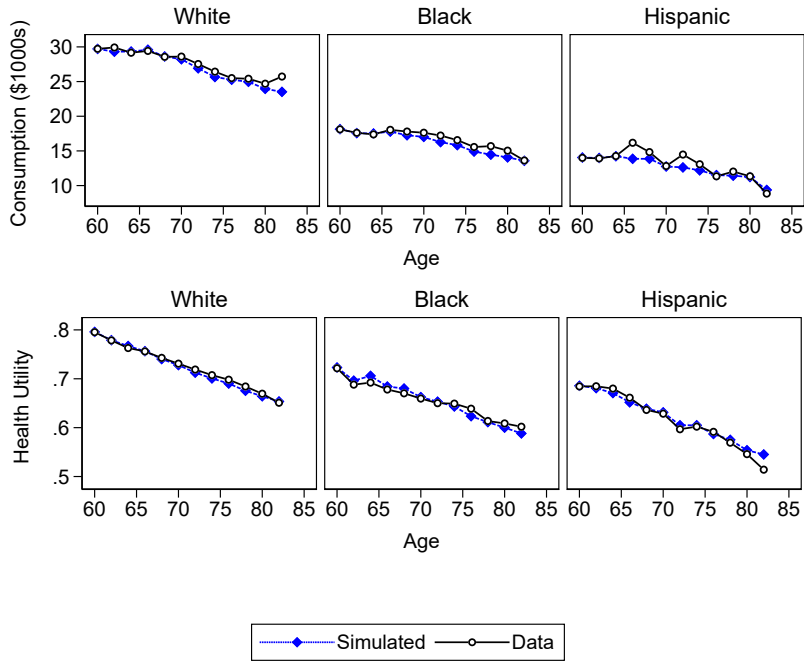 White Black Hispanic
Consumption ($1000s)
30
25
20
15
10
60 65 70 75 80 85 60 65 70 75 80 85 60 65 70 75 80 85
Age
White Black Hispanic
Health Utility
.8
.7
.6
.5
60 65 70 75 80 85 60 65 70 75 80 85 60 65 70 75 80 85
Age
Simulated Data